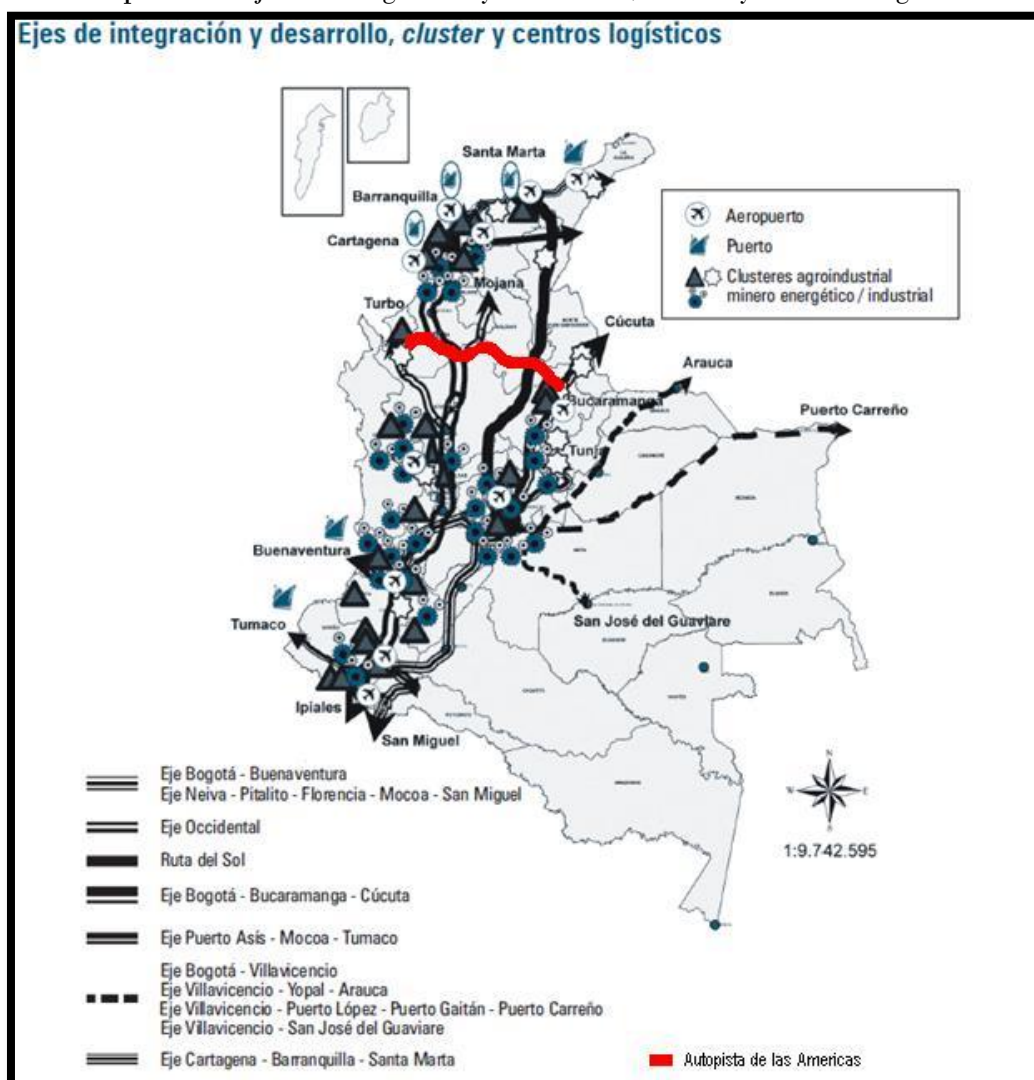 Ejes de integración y desarrollo, cluster y centros logísticos
Santa Marta
Barranquilla
Cartagena
Aeropuerto
Puerto
Clusteres agroindustrial
minero energético / industrial
Mojana
Turbo
Cúcuta
Arauca
Bucaramanga
Puerto Carreño
Tunja
Buenaventura
San José del Guaviare
Tumaco
Ipiales
San Miguel
N
W E
S
1:9.742.595
Eje Bogotá - Buenaventura
Eje Neiva - Pitalito - Florencia - Mocoa - San Miguel
Eje Occidental
Ruta del Sol
Eje Bogotá - Bucaramanga - Cúcuta
Eje Puerto Asís - Mocoa - Tumaco
Eje Bogotá - Villavicencio
Eje Villavicencio - Yopal - Arauca
Eje Villavicencio - Puerto López - Puerto Gaitán - Puerto Carreño
Eje Villavicencio - San José del Guaviare
Eje Cartagena - Barranquilla - Santa Marta
Autopista de las Americas